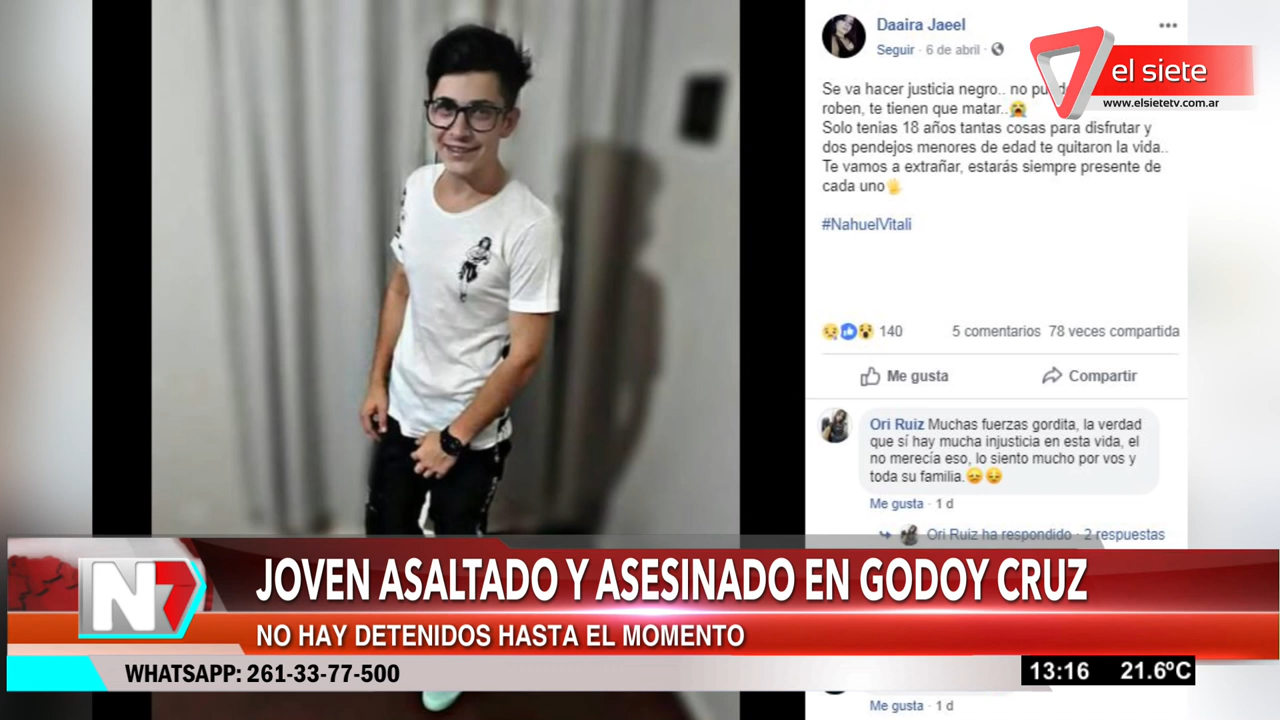 Daaira Jaeel
Seguir · 6 de abril ·
el siete
www.elsietetv.com.ar
Se va hacer justicia negro.. no
roben, te tienen que matar..😭
Solo tenías 18 años tantas cosas para disfrutar y
dos pendejos menores de edad te quitaron la vida..
Te vamos a extrañar, estarás siempre presente de
cada uno🖐
#NahuelVitali
140
5 comentarios 78 veces compartida
Me gusta
Compartir
Ori Ruiz Muchas fuerzas gordita, la verdad
que sí hay mucha injusticia en esta vida, el
no merecía eso, lo siento mucho por vos y
toda su familia.😞😔
Me gusta · 1 d
Ori Ruiz ha respondido · 2 respuestas
N7
JOVEN ASALTADO Y ASESINADO EN GODOY CRUZ
NO HAY DETENIDOS HASTA EL MOMENTO
WHATSAPP: 261-33-77-500
13:16 21.6ºC
Me gusta · 1 d